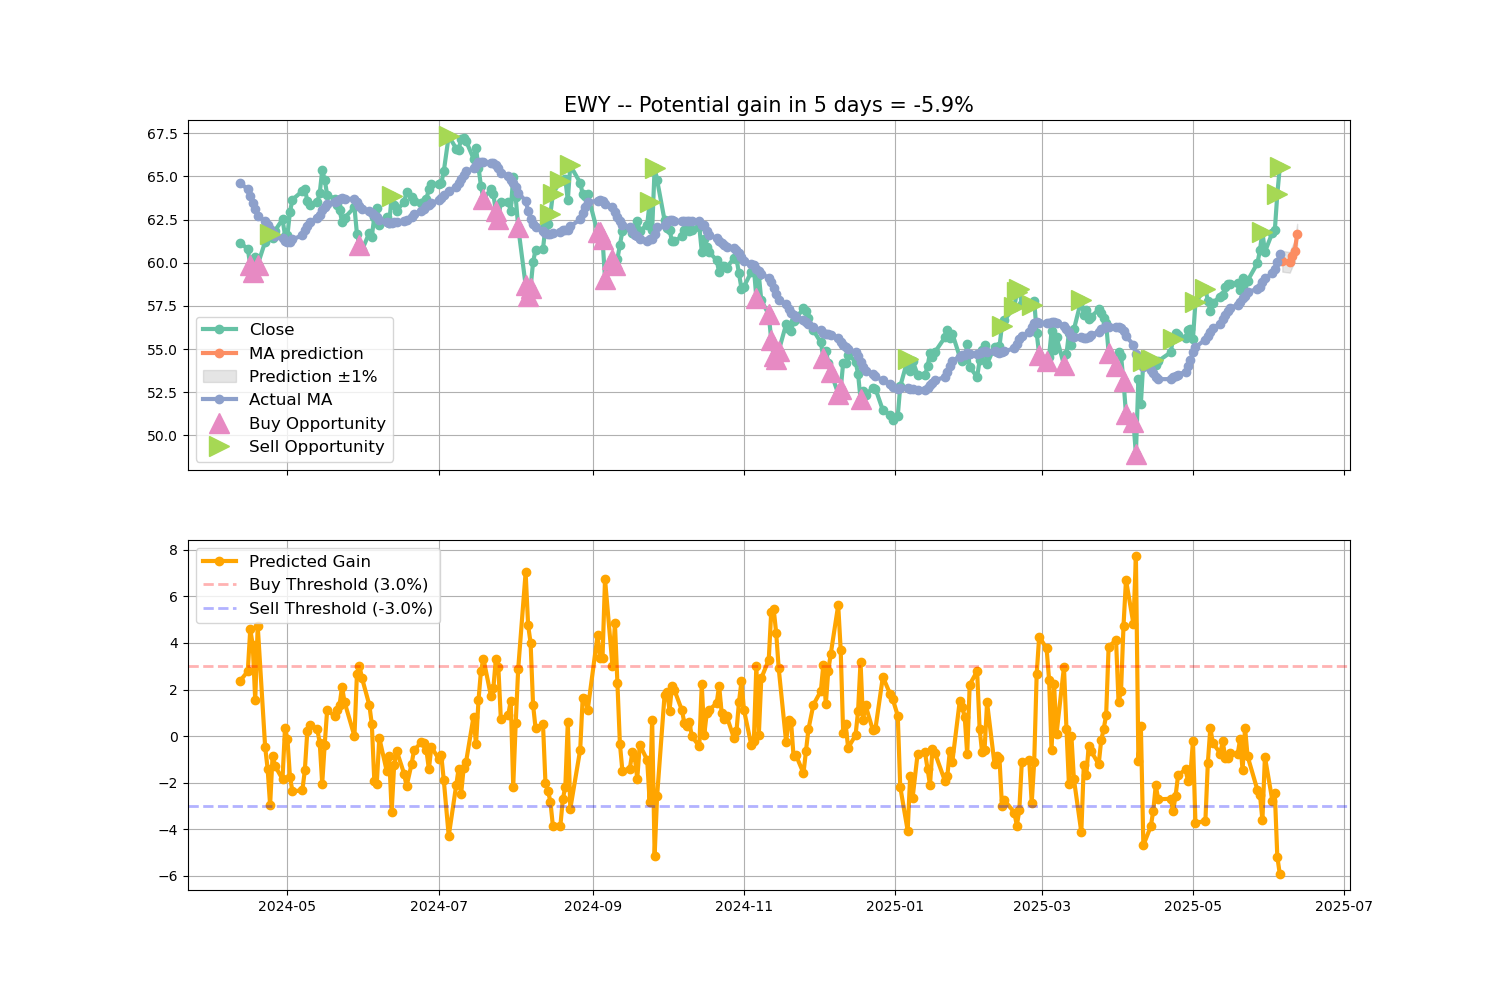 EWY -- Potential gain in 5 days = -5.9%
67.5
65.0
62.5
60.0
57.5
55.0
52.5
50.0
Close
MA prediction
Prediction ±1%
Actual MA
Buy Opportunity
Sell Opportunity
8
6
4
2
0
−2
−4
−6
Predicted Gain
Buy Threshold (3.0%)
Sell Threshold (-3.0%)
2024-05 2024-07 2024-09 2024-11 2025-01 2025-03 2025-05 2025-07